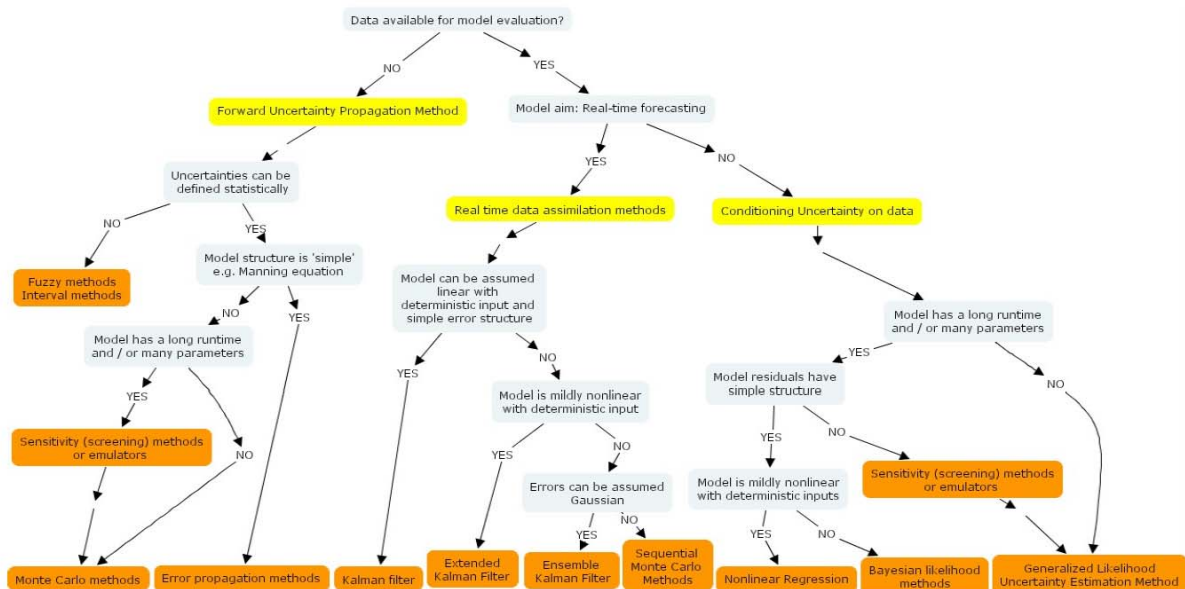 Data available for model evaluation?
NO
YES
Forward Uncertainty Propagation Method
Model aim: Real-time forecasting
Uncertainties can be
defined statistically
YES
NO
NO
YES
Real time data assimilation methods
Conditioning Uncertainty on data
Fuzzy methods
Interval methods
Model structure is 'simple'
e.g. Manning equation
Model can be assumed
linear with
deterministic input and
simple error structure
NO
YES
Model has a long runtime
and / or many parameters
Model has a long runtime
and / or many parameters
YES
NO
YES
YES
NO
Model is mildly nonlinear
with deterministic input
Model residuals have
simple structure
NO
Sensitivity (screening) methods
or emulators
NO
YES
NO
YES
NO
Errors can be assumed
Gaussian
Model is mildly nonlinear
with deterministic inputs
Sensitivity (screening) methods
or emulators
YES
NO
YES
NO
Monte Carlo methods
Error propagation methods
Kalman filter
Extended
Kalman Filter
Ensemble
Kalman Filter
Sequential
Monte Carlo
Methods
Nonlinear Regression
Bayesian likelihood
methods
Generalized Likelihood
Uncertainty Estimation Method